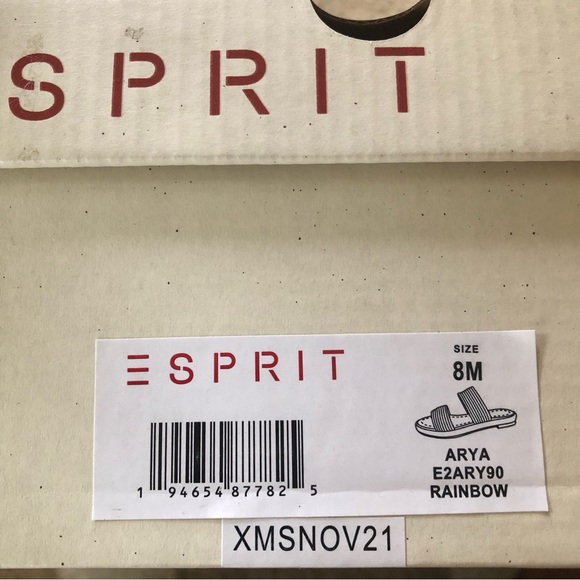 SPRIT
ESPRIT
SIZE
8M
ARYA
E2ARY90
RAINBOW
1 94654 87782 5
XMSNOV21